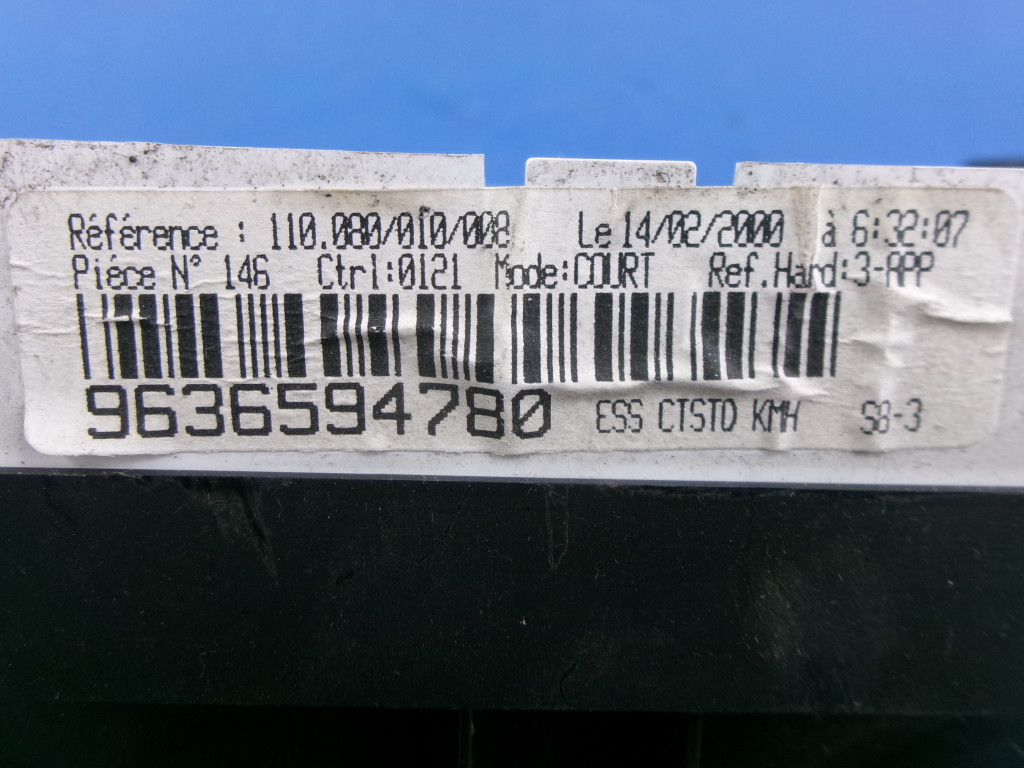 Référence : 110.080/010/008 Le 14/02/2000 à 6:32:07
Piéce N° 146 Ctrl:0121 Mode:COURT Ref.Hard:3-APP
9636594780 ESS CTSTD KMH S8-3